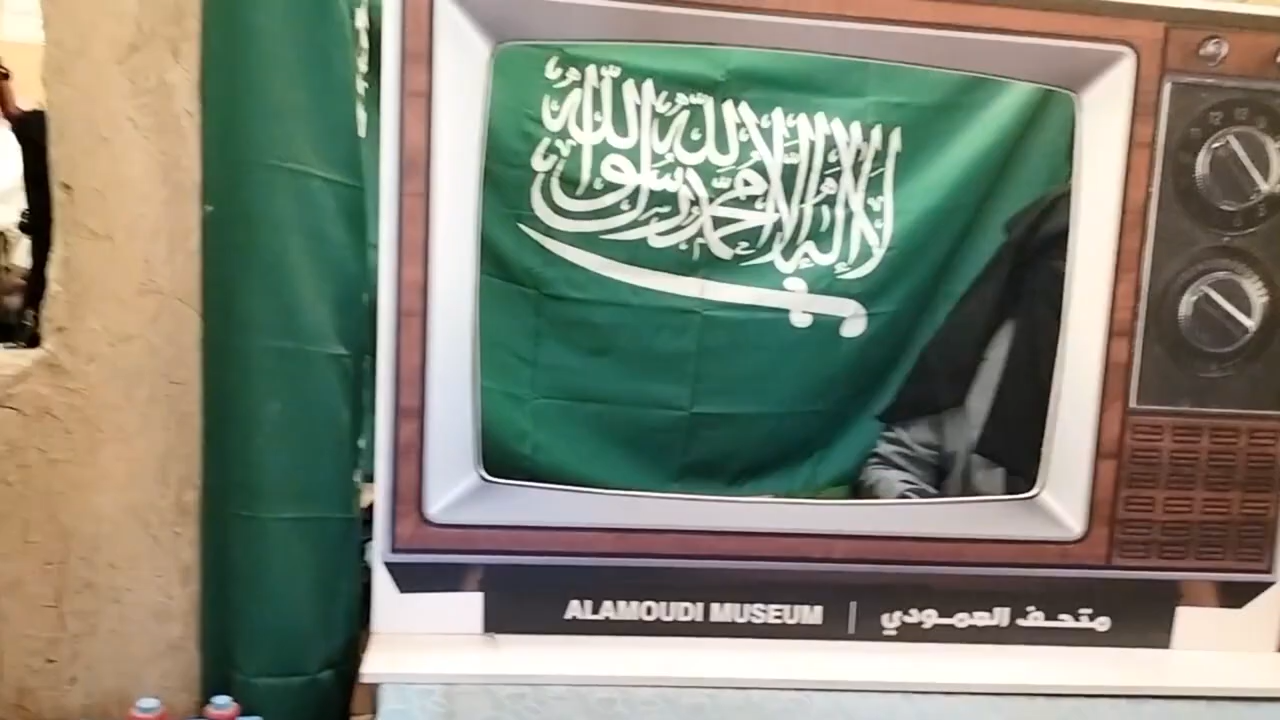 لا إله إلا الله محمد رسول الله
ALAMOUDI MUSEUM | متحف العمودي